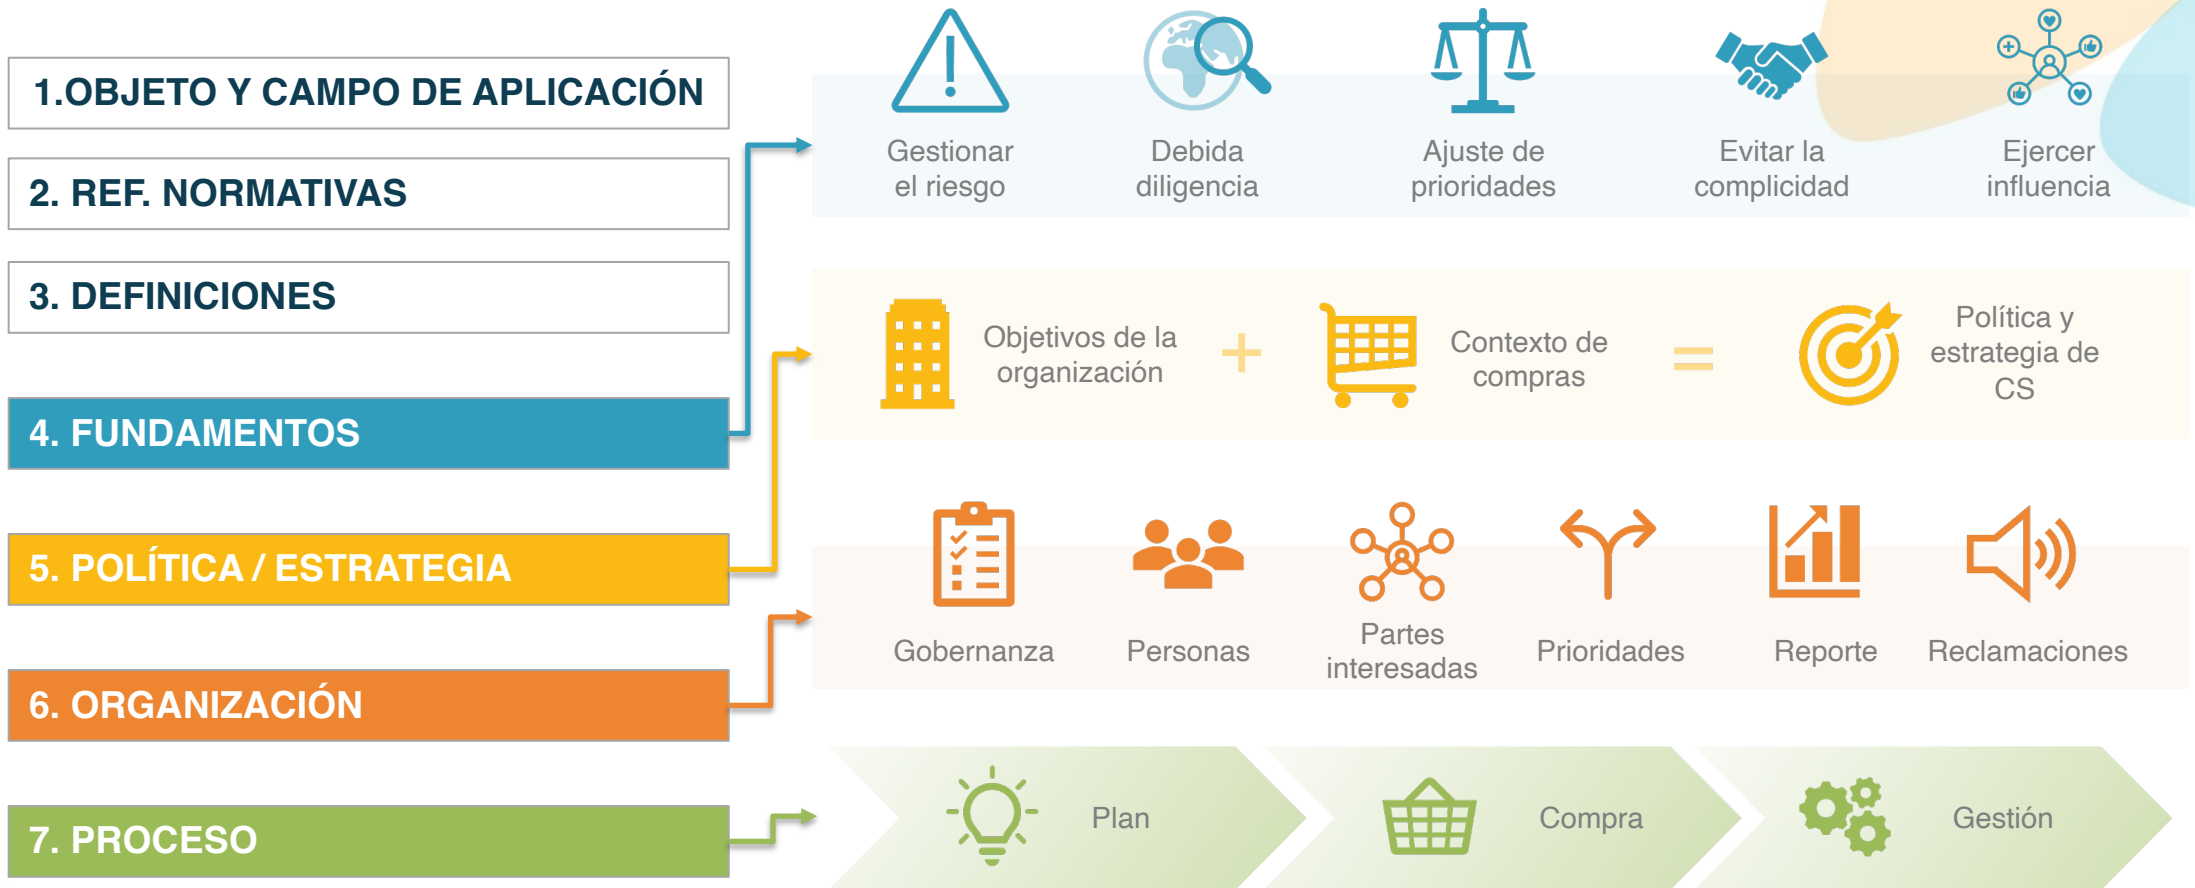 1.OBJETO Y CAMPO DE APLICACIÓN
2. REF. NORMATIVAS
3. DEFINICIONES
4. FUNDAMENTOS
5. POLÍTICA / ESTRATEGIA
6. ORGANIZACIÓN
7. PROCESO
Gestionar
el riesgo
Debida
diligencia
Ajuste de
prioridades
Evitar la
complicidad
Ejercer
influencia
Objetivos de la
organización
+
Contexto de
compras
=
Política y
estrategia de
CS
Gobernanza
Personas
Partes
interesadas
Prioridades
Reporte
Reclamaciones
Plan
Compra
Gestión